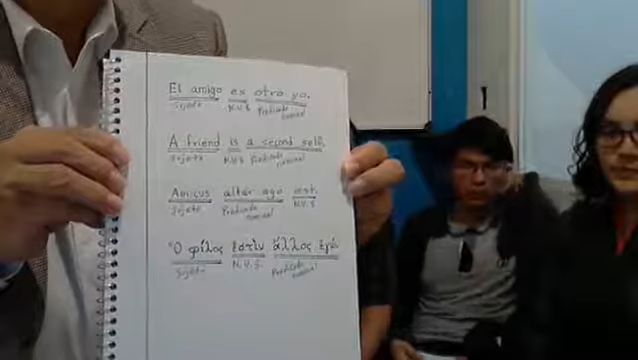 El amigo es otro yo.
Sujeto N.V.S Predicado nominal
A friend is a second self.
Sujeto N.V.S Predicado nominal
Amicus alter ego est.
Sujeto Predicado nominal N.V.S
Ὁ φίλος ἐστὶν ἄλλος ἐγώ.
Sujeto N.V.S. Predicado nominal